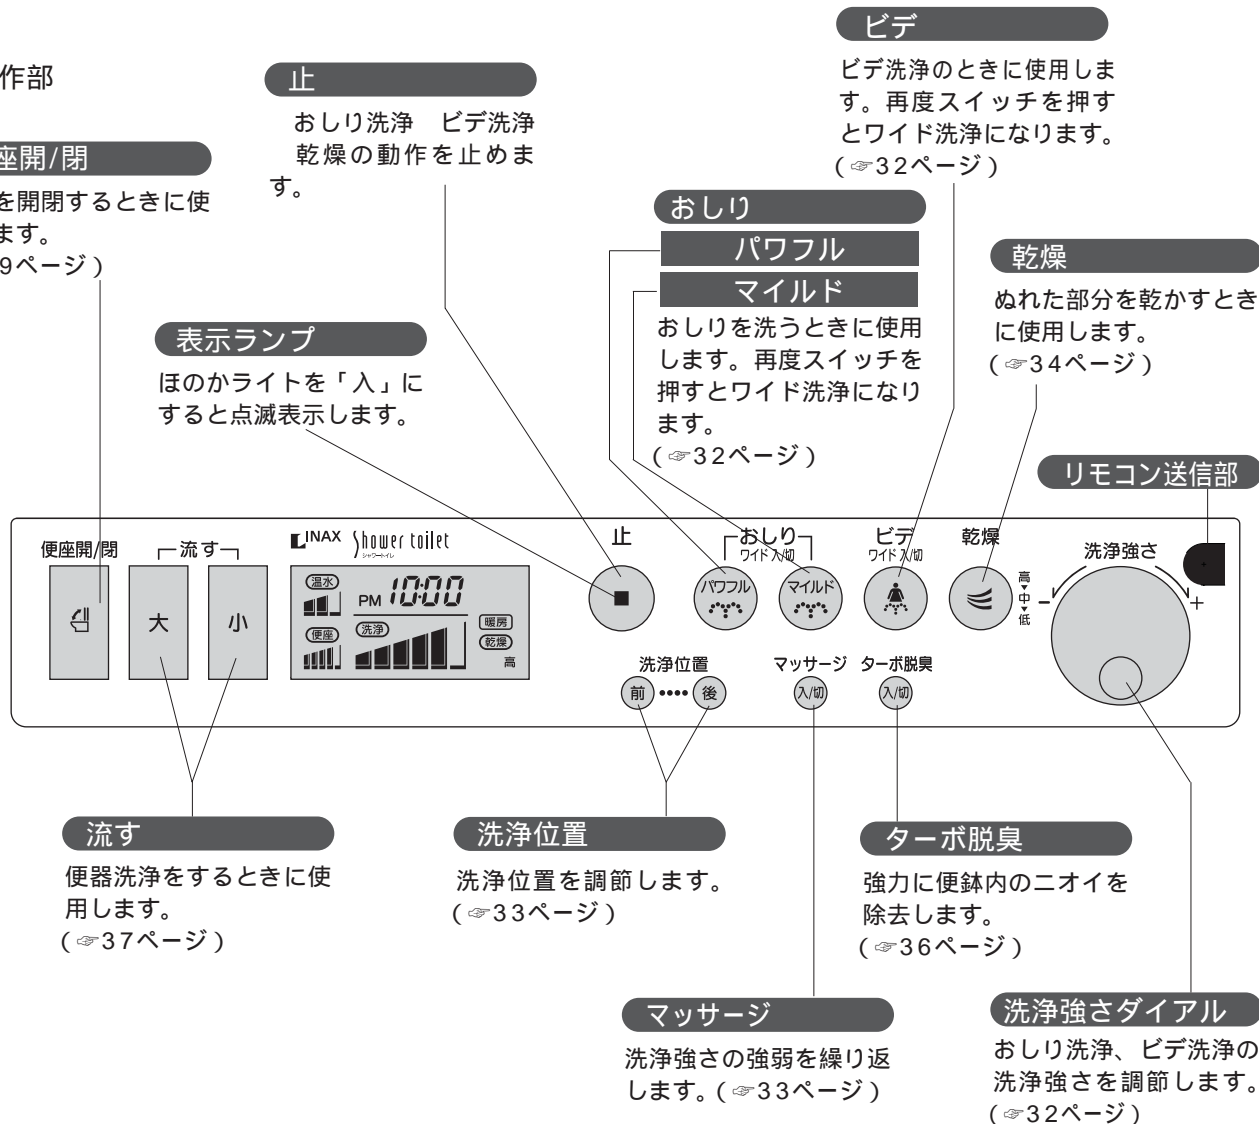 作部
座開/閉
を開閉するときに使
ます。
9ページ）
止
おしり洗浄　ビデ洗浄
乾燥の動作を止めま
す。
ビデ
ビデ洗浄のときに使用しま
す。再度スイッチを押す
とワイド洗浄になります。
（☞32ページ）
おしり
パワフル
マイルド
おしりを洗うときに使用
します。再度スイッチを
押すとワイド洗浄になり
ます。
（☞32ページ）
乾燥
ぬれた部分を乾かすとき
に使用します。
（☞34ページ）
表示ランプ
ほのかライトを「入」に
すると点滅表示します。
リモコン送信部
便座開/閉
流す
大
小
INAX Shower toilet
シャワートイレ
温水
PM 10:00
便座
洗浄
暖房
乾燥
高
止
おしり
ワイド入/切
パワフル
マイルド
ビデ
ワイド入/切
乾燥
高▼中▼低
洗浄強さ
− +
洗浄位置
前 •••• 後
マッサージ
入/切
ターボ脱臭
入/切
流す
便器洗浄をするときに使
用します。
（☞37ページ）
洗浄位置
洗浄位置を調節します。
（☞33ページ）
ターボ脱臭
強力に便鉢内のニオイを
除去します。
（☞36ページ）
マッサージ
洗浄強さの強弱を繰り返
します。（☞33ページ）
洗浄強さダイアル
おしり洗浄、ビデ洗浄の
洗浄強さを調節します。
（☞32ページ）